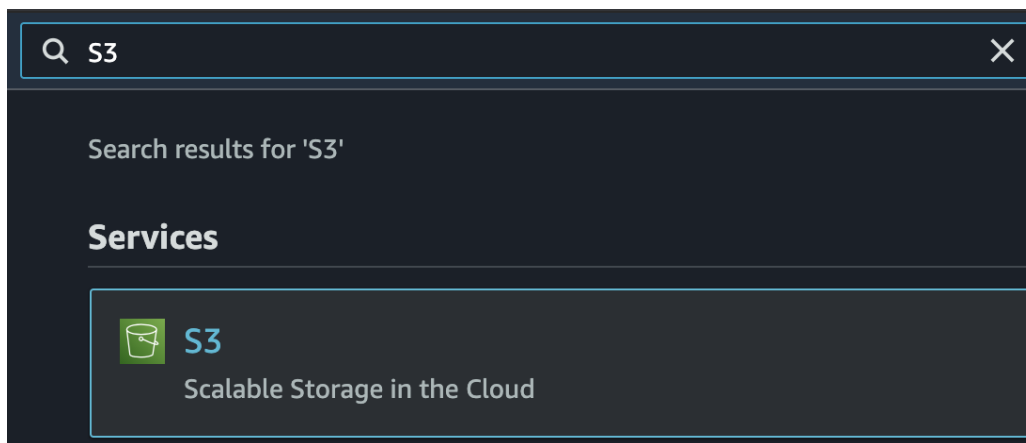 S3
Search results for 'S3'
Services
S3
Scalable Storage in the Cloud